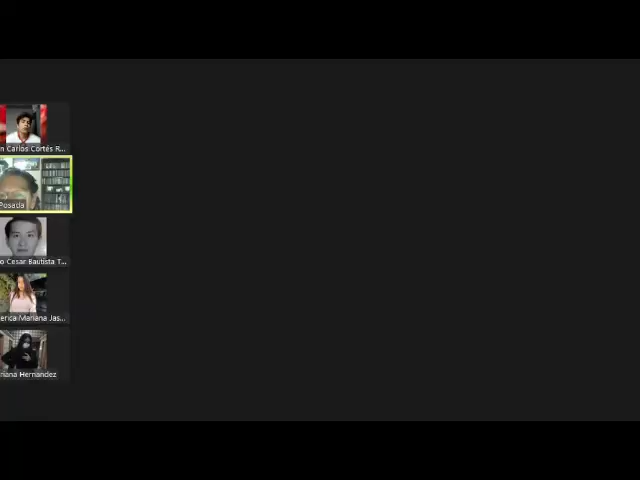 n Carlos Cortés R...
Posada
o Cesar Bautista T...
erica Mariana Jas...
riana Hernandez